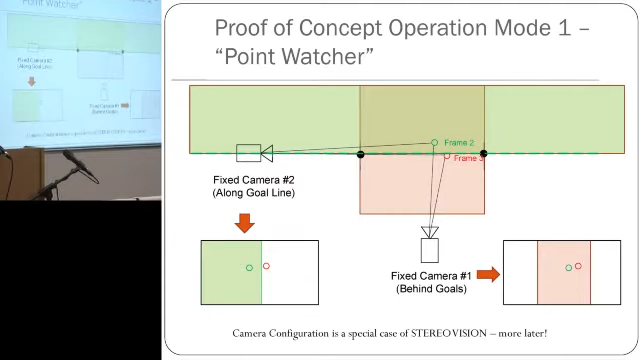 Proof of Concept Operation Mode 1 –
“Point Watcher”
Frame 2
Frame 3
Fixed Camera #2
(Along Goal Line)
Fixed Camera #1
(Behind Goals)
Camera Configuration is a special case of STEREOVISION – more later!
Point Watcher"
Fixed Camera #2
(Along Goal Line)
Fixed Camera #1
(Behind Goals)